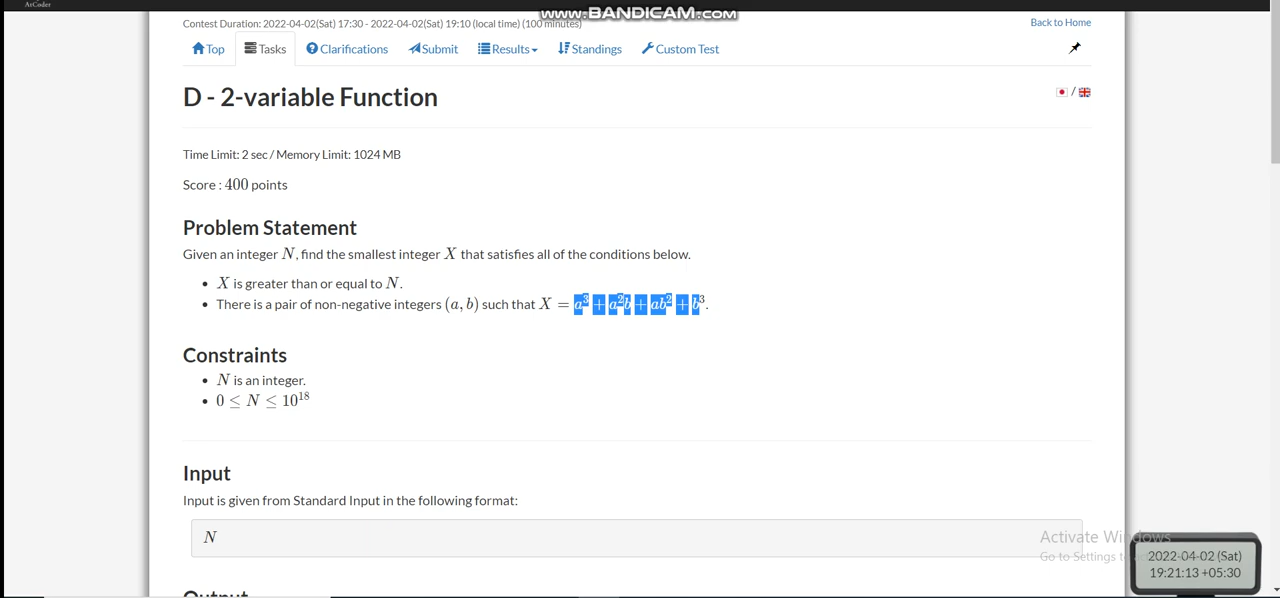 AtCoder
www.BANDICAM.com
Contest Duration: 2022-04-02(Sat) 17:30 - 2022-04-02(Sat) 19:10 (local time) (100 minutes)
Back to Home
Top Tasks Clarifications Submit Results Standings Custom Test
D - 2-variable Function
/
Time Limit: 2 sec / Memory Limit: 1024 MB
Score : 400 points
Problem Statement
Given an integer N, find the smallest integer X that satisfies all of the conditions below.
• X is greater than or equal to N.
• There is a pair of non-negative integers (a, b) such that X = a³ + a²b + ab² + b³.
Constraints
• N is an integer.
• 0 ≤ N ≤ 10¹⁸
Input
Input is given from Standard Input in the following format:
N
Activate Windows
Go to Settings to
2022-04-02 (Sat)
19:21:13 +05:30
Output